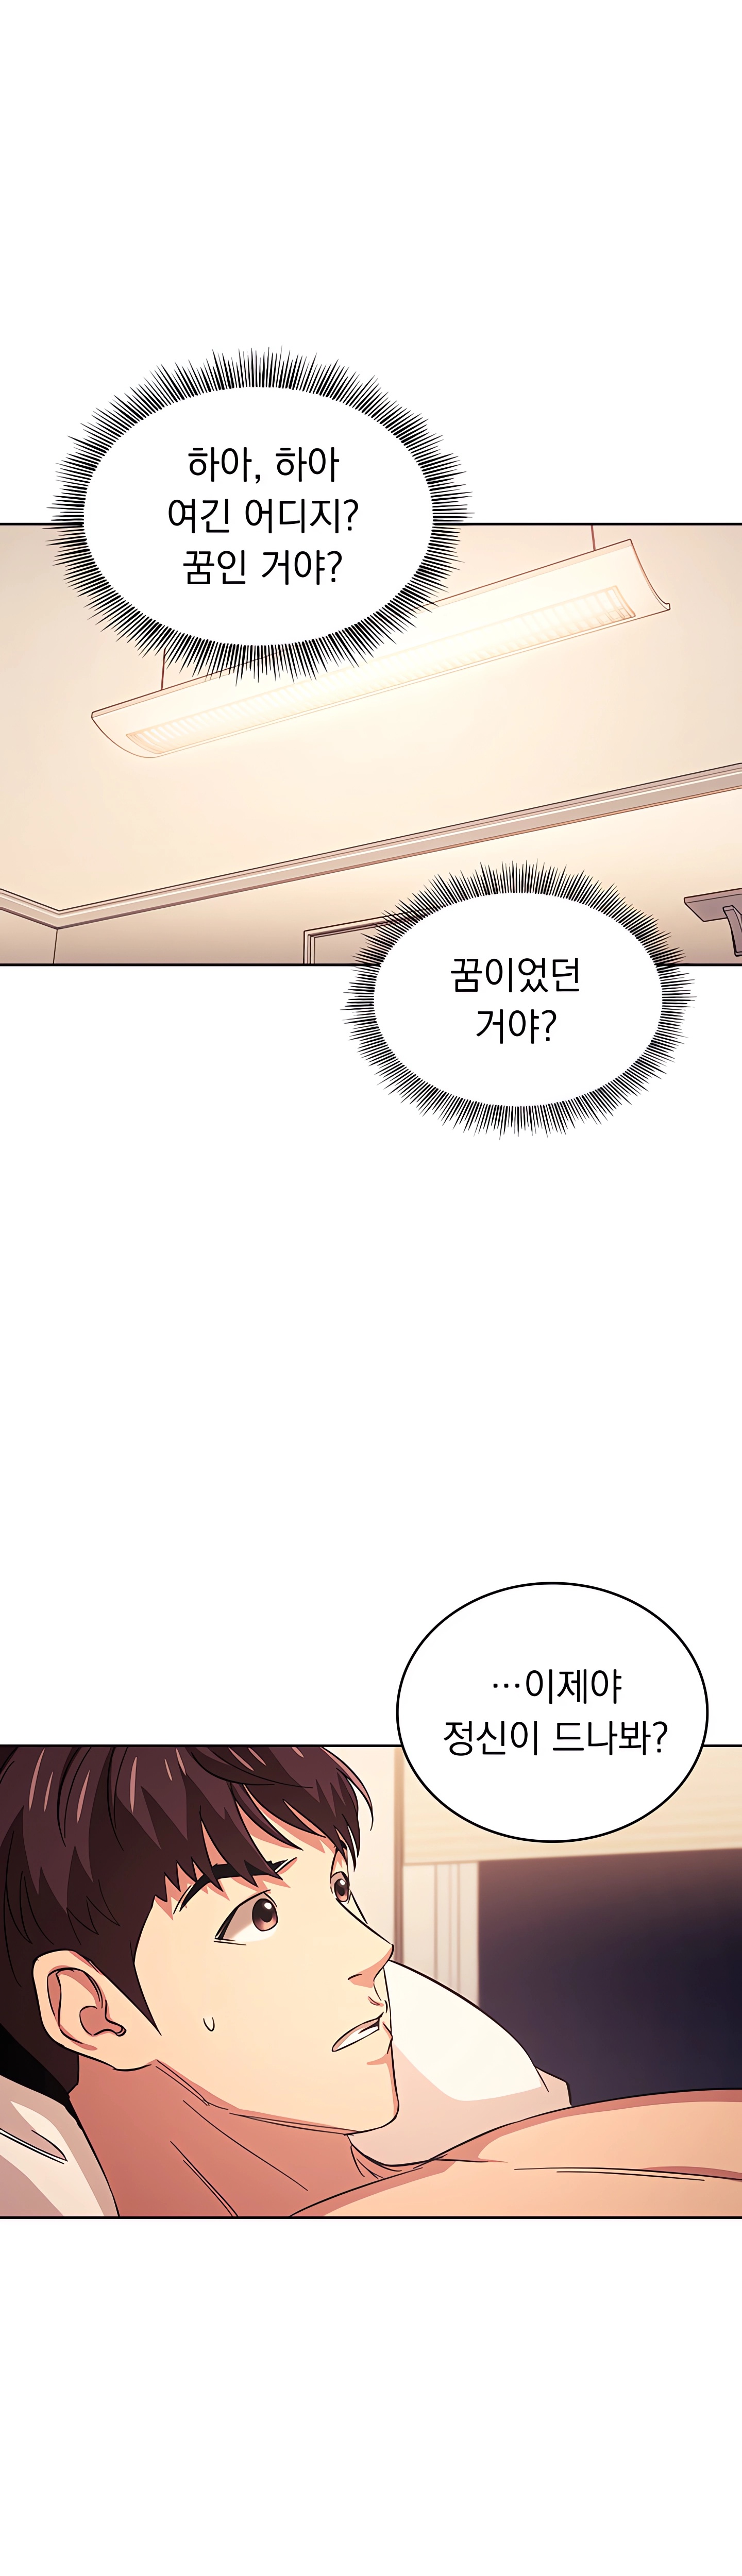 하아, 하아
여긴 어디지?
꿈인 거야?
꿈이었던
거야?
…이제야
정신이 드나봐?